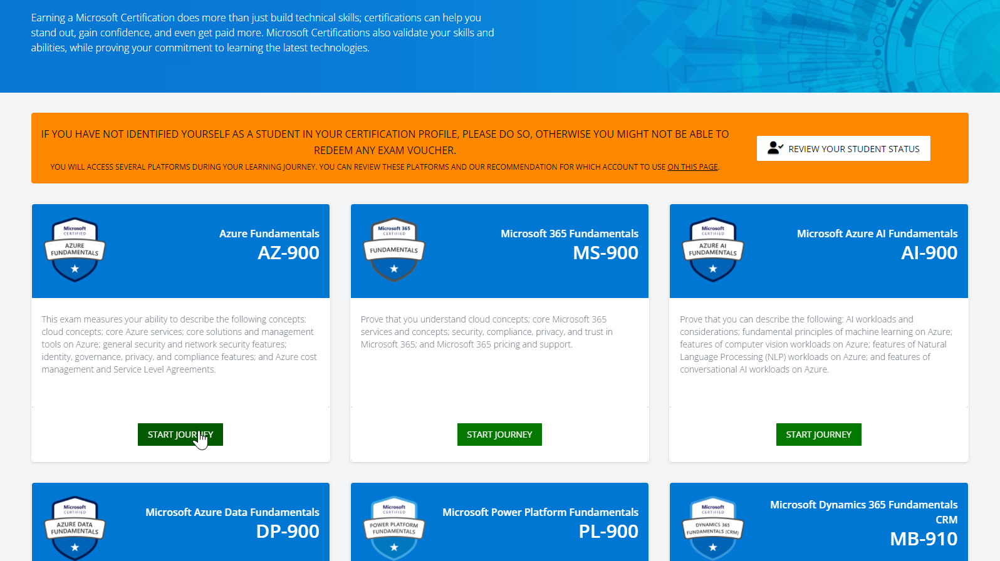 Earning a Microsoft Certification does more than just build technical skills; certifications can help you
stand out, gain confidence, and even get paid more. Microsoft Certifications also validate your skills and
abilities, while proving your commitment to learning the latest technologies.
IF YOU HAVE NOT IDENTIFIED YOURSELF AS A STUDENT IN YOUR CERTIFICATION PROFILE, PLEASE DO SO, OTHERWISE YOU MIGHT NOT BE ABLE TO
REDEEM ANY EXAM VOUCHER.
YOU WILL ACCESS SEVERAL PLATFORMS DURING YOUR LEARNING JOURNEY. YOU CAN REVIEW THESE PLATFORMS AND OUR RECOMMENDATION FOR WHICH ACCOUNT TO USE ON THIS PAGE.
REVIEW YOUR STUDENT STATUS
Microsoft
CERTIFIED
AZURE
FUNDAMENTALS
Azure Fundamentals
AZ-900
This exam measures your ability to describe the following concepts:
cloud concepts; core Azure services; core solutions and management
tools on Azure; general security and network security features;
identity, governance, privacy, and compliance features; and Azure cost
management and Service Level Agreements.
START JOURNEY
Microsoft 365
CERTIFIED
FUNDAMENTALS
Microsoft 365 Fundamentals
MS-900
Prove that you understand cloud concepts; core Microsoft 365
services and concepts; security, compliance, privacy, and trust in
Microsoft 365; and Microsoft 365 pricing and support.
START JOURNEY
Microsoft
CERTIFIED
AZURE AI
FUNDAMENTALS
Microsoft Azure AI Fundamentals
AI-900
Prove that you can describe the following: AI workloads and
considerations; fundamental principles of machine learning on Azure;
features of computer vision workloads on Azure; features of Natural
Language Processing (NLP) workloads on Azure; and features of
conversational AI workloads on Azure.
START JOURNEY
Microsoft
CERTIFIED
AZURE DATA
FUNDAMENTALS
Microsoft Azure Data Fundamentals
DP-900
Microsoft
CERTIFIED
POWER PLATFORM
FUNDAMENTALS
Microsoft Power Platform Fundamentals
PL-900
Microsoft
CERTIFIED
DYNAMICS 365
FUNDAMENTALS (CRM)
Microsoft Dynamics 365 Fundamentals
CRM
MB-910